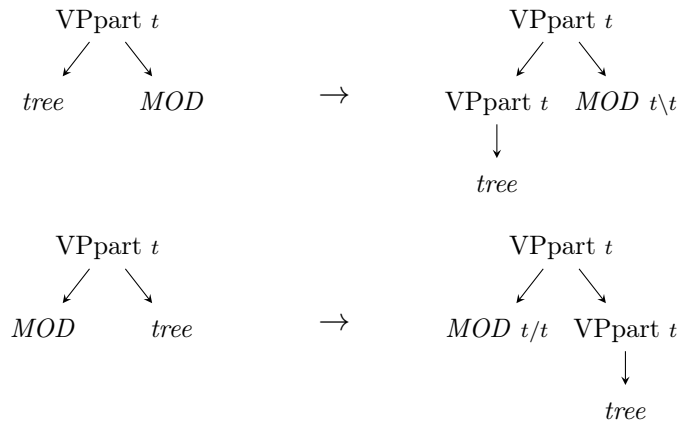 VPpart t VPpart t
tree MOD → VPpart t MOD t\t
tree
VPpart t VPpart t
MOD tree → MOD t/t VPpart t
tree